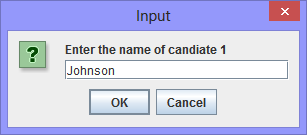 Input
Enter the name of candiate 1
Johnson
OK Cancel